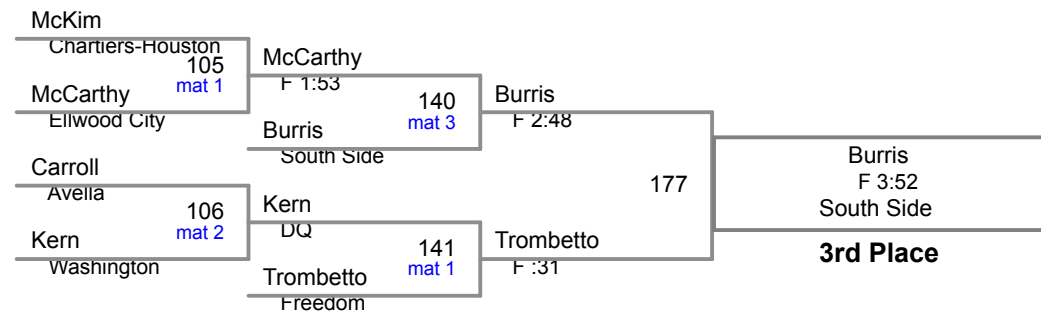 McKim
Chartiers-Houston
105
mat 1
McCarthy
Ellwood City
McCarthy
F 1:53
140
mat 3
Burris
South Side
Burris
F 2:48
Carroll
Avella
106
mat 2
Kern
Washington
Kern
DQ
141
mat 1
Trombetto
Freedom
Trombetto
F :31
177
Burris
F 3:52
South Side
3rd Place